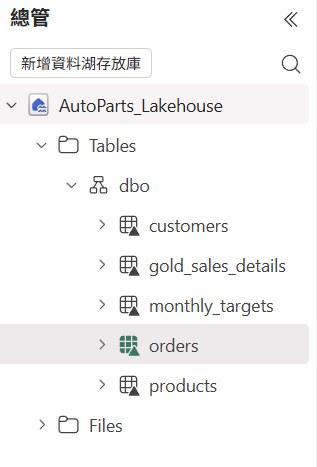 總管
新增資料湖存放庫
AutoParts_Lakehouse
Tables
dbo
customers
gold_sales_details
monthly_targets
orders
products
Files